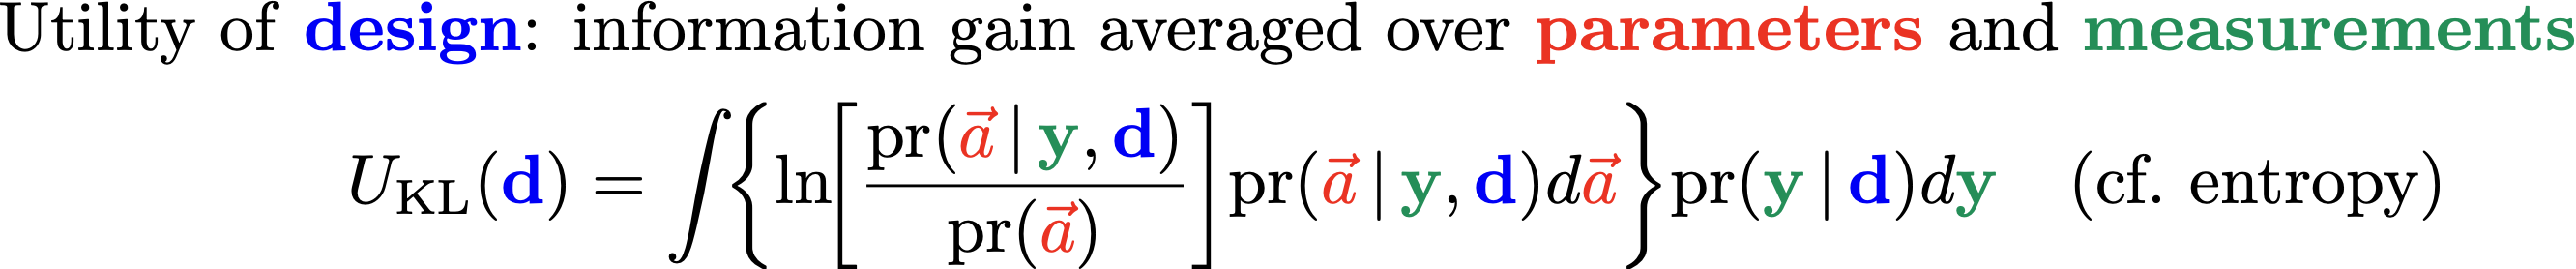 Utility of design: information gain averaged over parameters and measurements
U_KL(d) = ∫{ln[pr(a⃗ | y, d)/pr(a⃗)] pr(a⃗ | y, d)da⃗}pr(y | d)dy (cf. entropy)